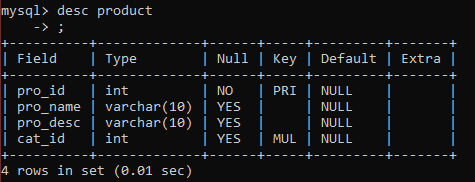 mysql> desc product
    -> ;
+----------+-------------+------+-----+---------+-------+
| Field    | Type        | Null | Key | Default | Extra |
+----------+-------------+------+-----+---------+-------+
| pro_id   | int         | NO   | PRI | NULL    |       |
| pro_name | varchar(10) | YES  |     | NULL    |       |
| pro_desc | varchar(10) | YES  |     | NULL    |       |
| cat_id   | int         | YES  | MUL | NULL    |       |
+----------+-------------+------+-----+---------+-------+
4 rows in set (0.01 sec)